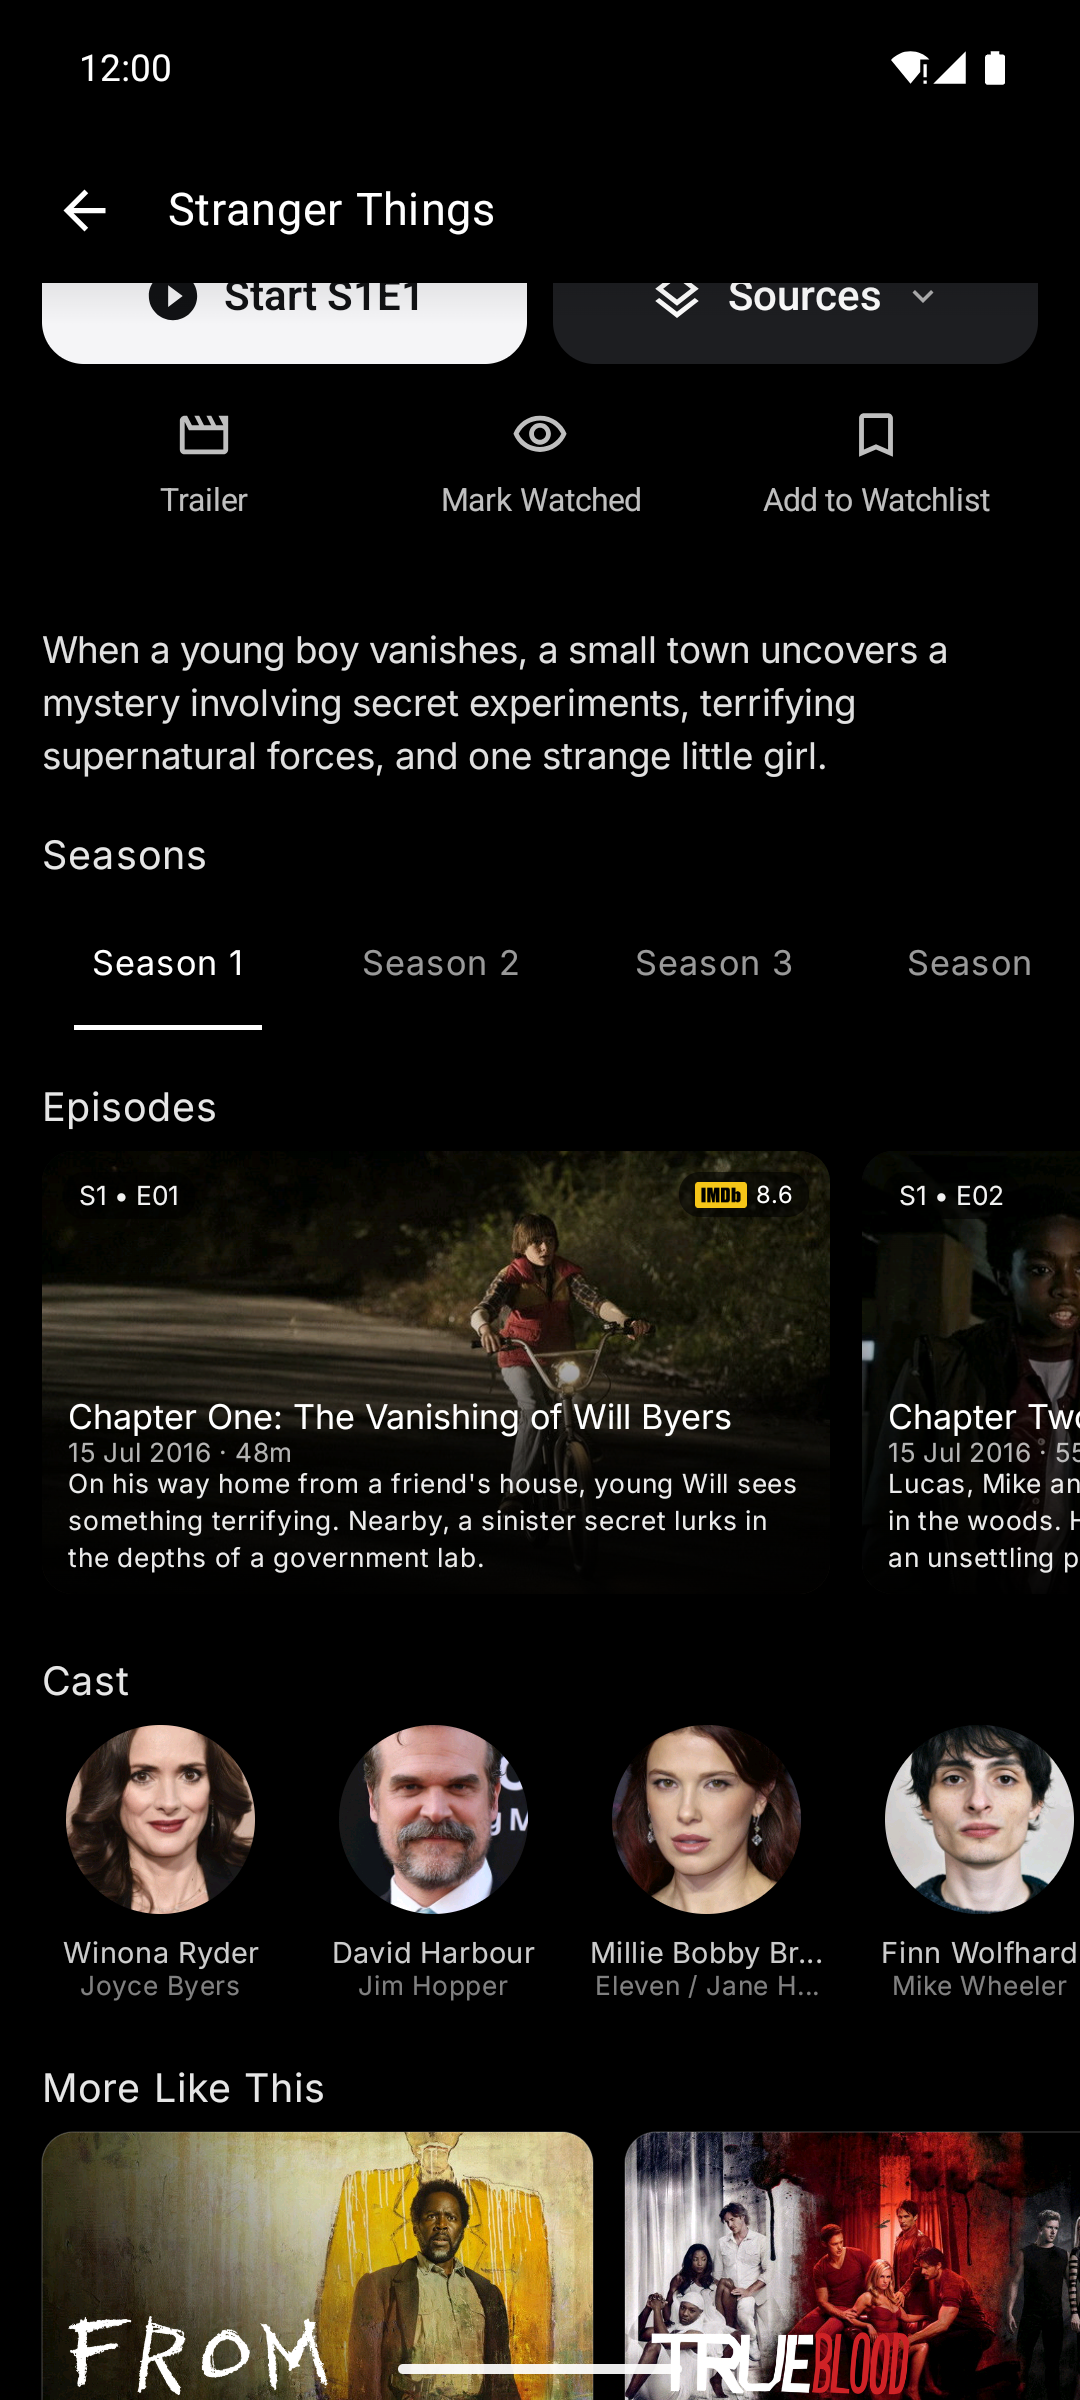 12:00
Stranger Things
Start S1E1
Sources
Trailer
Mark Watched
Add to Watchlist
When a young boy vanishes, a small town uncovers a
mystery involving secret experiments, terrifying
supernatural forces, and one strange little girl.
Seasons
Season 1
Season 2
Season 3
Season
Episodes
S1 • E01
IMDb 8.6
Chapter One: The Vanishing of Will Byers
15 Jul 2016 · 48m
On his way home from a friend's house, young Will sees
something terrifying. Nearby, a sinister secret lurks in
the depths of a government lab.
S1 • E02
Chapter Two
15 Jul 2016 · 55
Lucas, Mike an
in the woods. H
an unsettling p
Cast
Winona Ryder
Joyce Byers
David Harbour
Jim Hopper
Millie Bobby Br...
Eleven / Jane H...
Finn Wolfhard
Mike Wheeler
More Like This
FROM
TRUE BLOOD